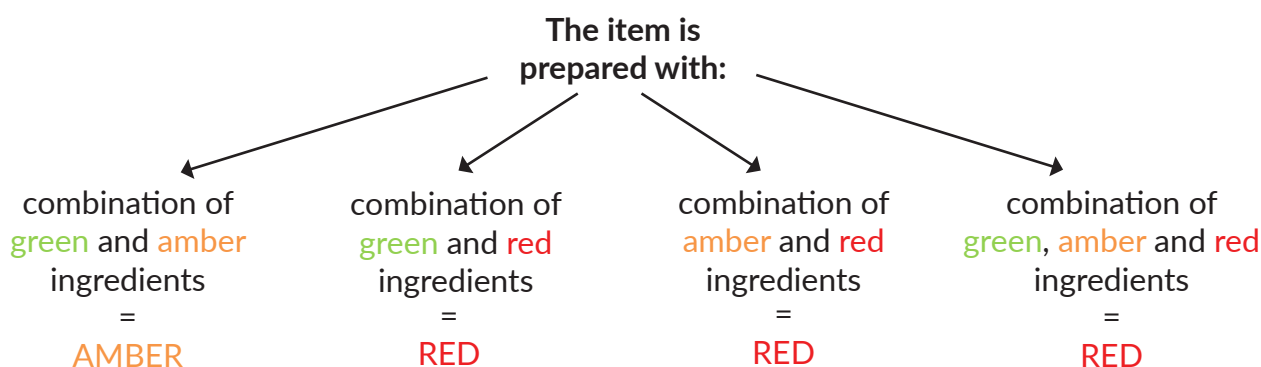 The item is
prepared with:
combination of
green and amber
ingredients
=
AMBER
combination of
green and red
ingredients
=
RED
combination of
amber and red
ingredients
=
RED
combination of
green, amber and red
ingredients
=
RED